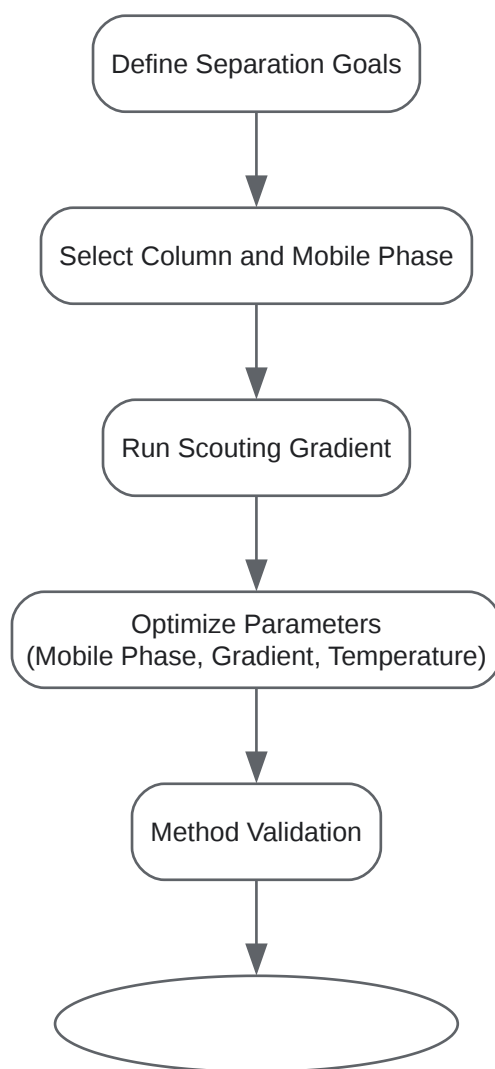 Define Separation Goals
Select Column and Mobile Phase
Run Scouting Gradient
Optimize Parameters
(Mobile Phase, Gradient, Temperature)
Method Validation